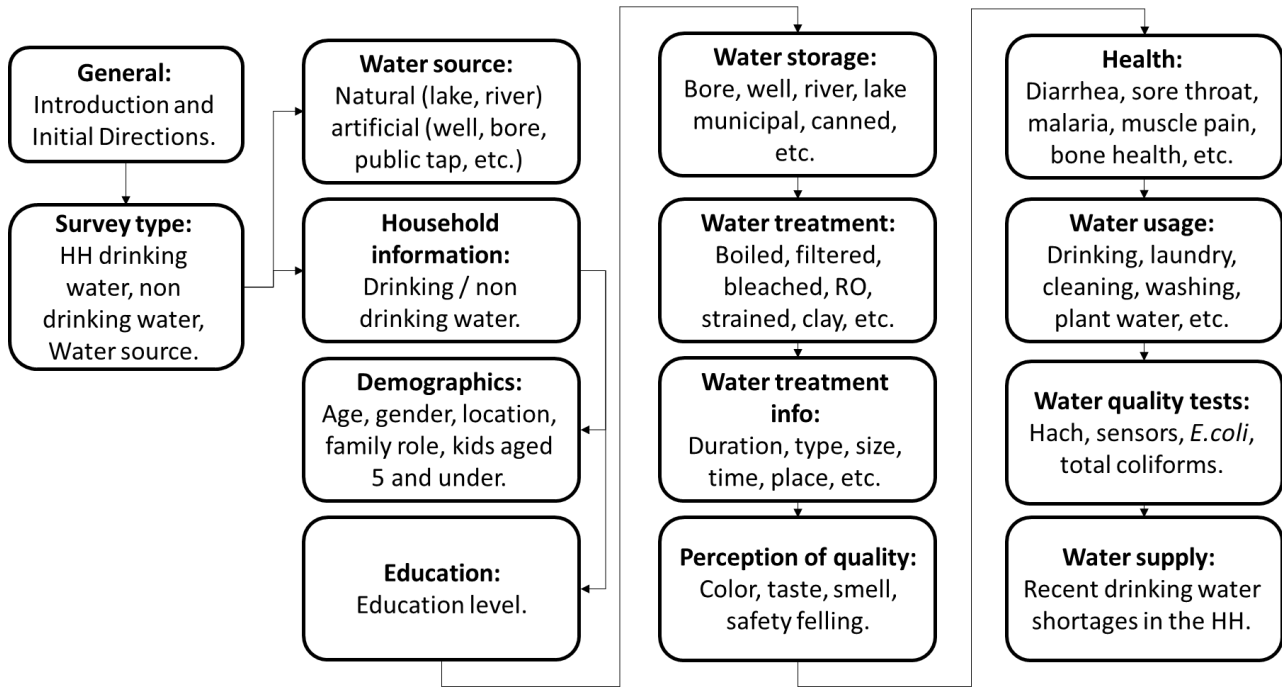 General:
Introduction and
Initial Directions.
Survey type:
HH drinking
water, non
drinking water,
Water source.
Water source:
Natural (lake, river)
artificial (well, bore,
public tap, etc.)
Household
information:
Drinking / non
drinking water.
Demographics:
Age, gender, location,
family role, kids aged
5 and under.
Education:
Education level.
Water storage:
Bore, well, river, lake
municipal, canned,
etc.
Water treatment:
Boiled, filtered,
bleached, RO,
strained, clay, etc.
Water treatment
info:
Duration, type, size,
time, place, etc.
Perception of quality:
Color, taste, smell,
safety felling.
Health:
Diarrhea, sore throat,
malaria, muscle pain,
bone health, etc.
Water usage:
Drinking, laundry,
cleaning, washing,
plant water, etc.
Water quality tests:
Hach, sensors, E.coli,
total coliforms.
Water supply:
Recent drinking water
shortages in the HH.